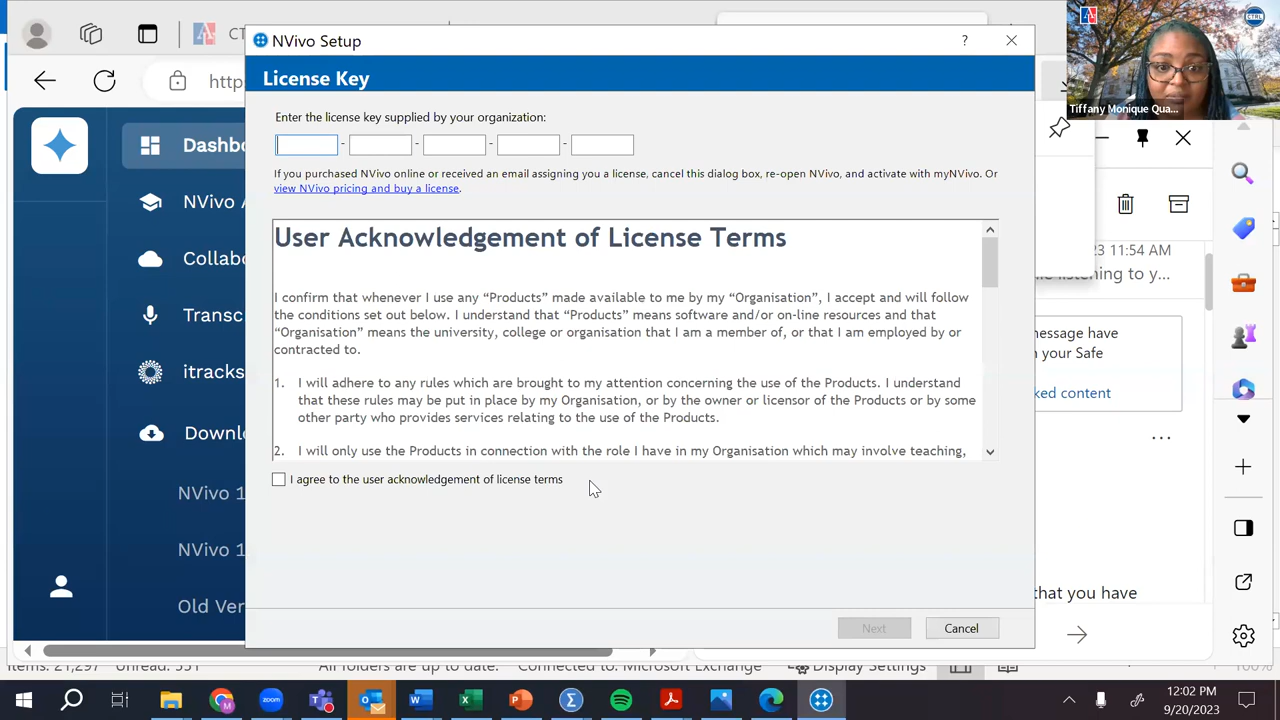 NVivo Setup
?
License Key
Enter the license key supplied by your organization:
If you purchased NVivo online or received an email assigning you a license, cancel this dialog box, re-open NVivo, and activate with myNVivo. Or
view NVivo pricing and buy a license.
User Acknowledgement of License Terms
I confirm that whenever I use any “Products” made available to me by my “Organisation”, I accept and will follow
the conditions set out below. I understand that “Products” means software and/or on-line resources and that
“Organisation” means the university, college or organisation that I am a member of, or that I am employed by or
contracted to.
1. I will adhere to any rules which are brought to my attention concerning the use of the Products. I understand
that these rules may be put in place by my Organisation, or by the owner or licensor of the Products or by some
other party who provides services relating to the use of the Products.
2. I will only use the Products in connection with the role I have in my Organisation which may involve teaching,
I agree to the user acknowledgement of license terms
Next
Cancel
CT
http
Dashbo
NVivo A
Collabo
Transc
itracks
Downl
NVivo 1
NVivo 1
Old Ver
Tiffany Monique Qua...
CTRL
23 11:54 AM
listening to y...
message have
your Safe
ked content
that you have
Items: 21,297
Unread: 551
All folders are up to date.
Connected to: Microsoft Exchange
Display Settings
100%
12:02 PM
9/20/2023